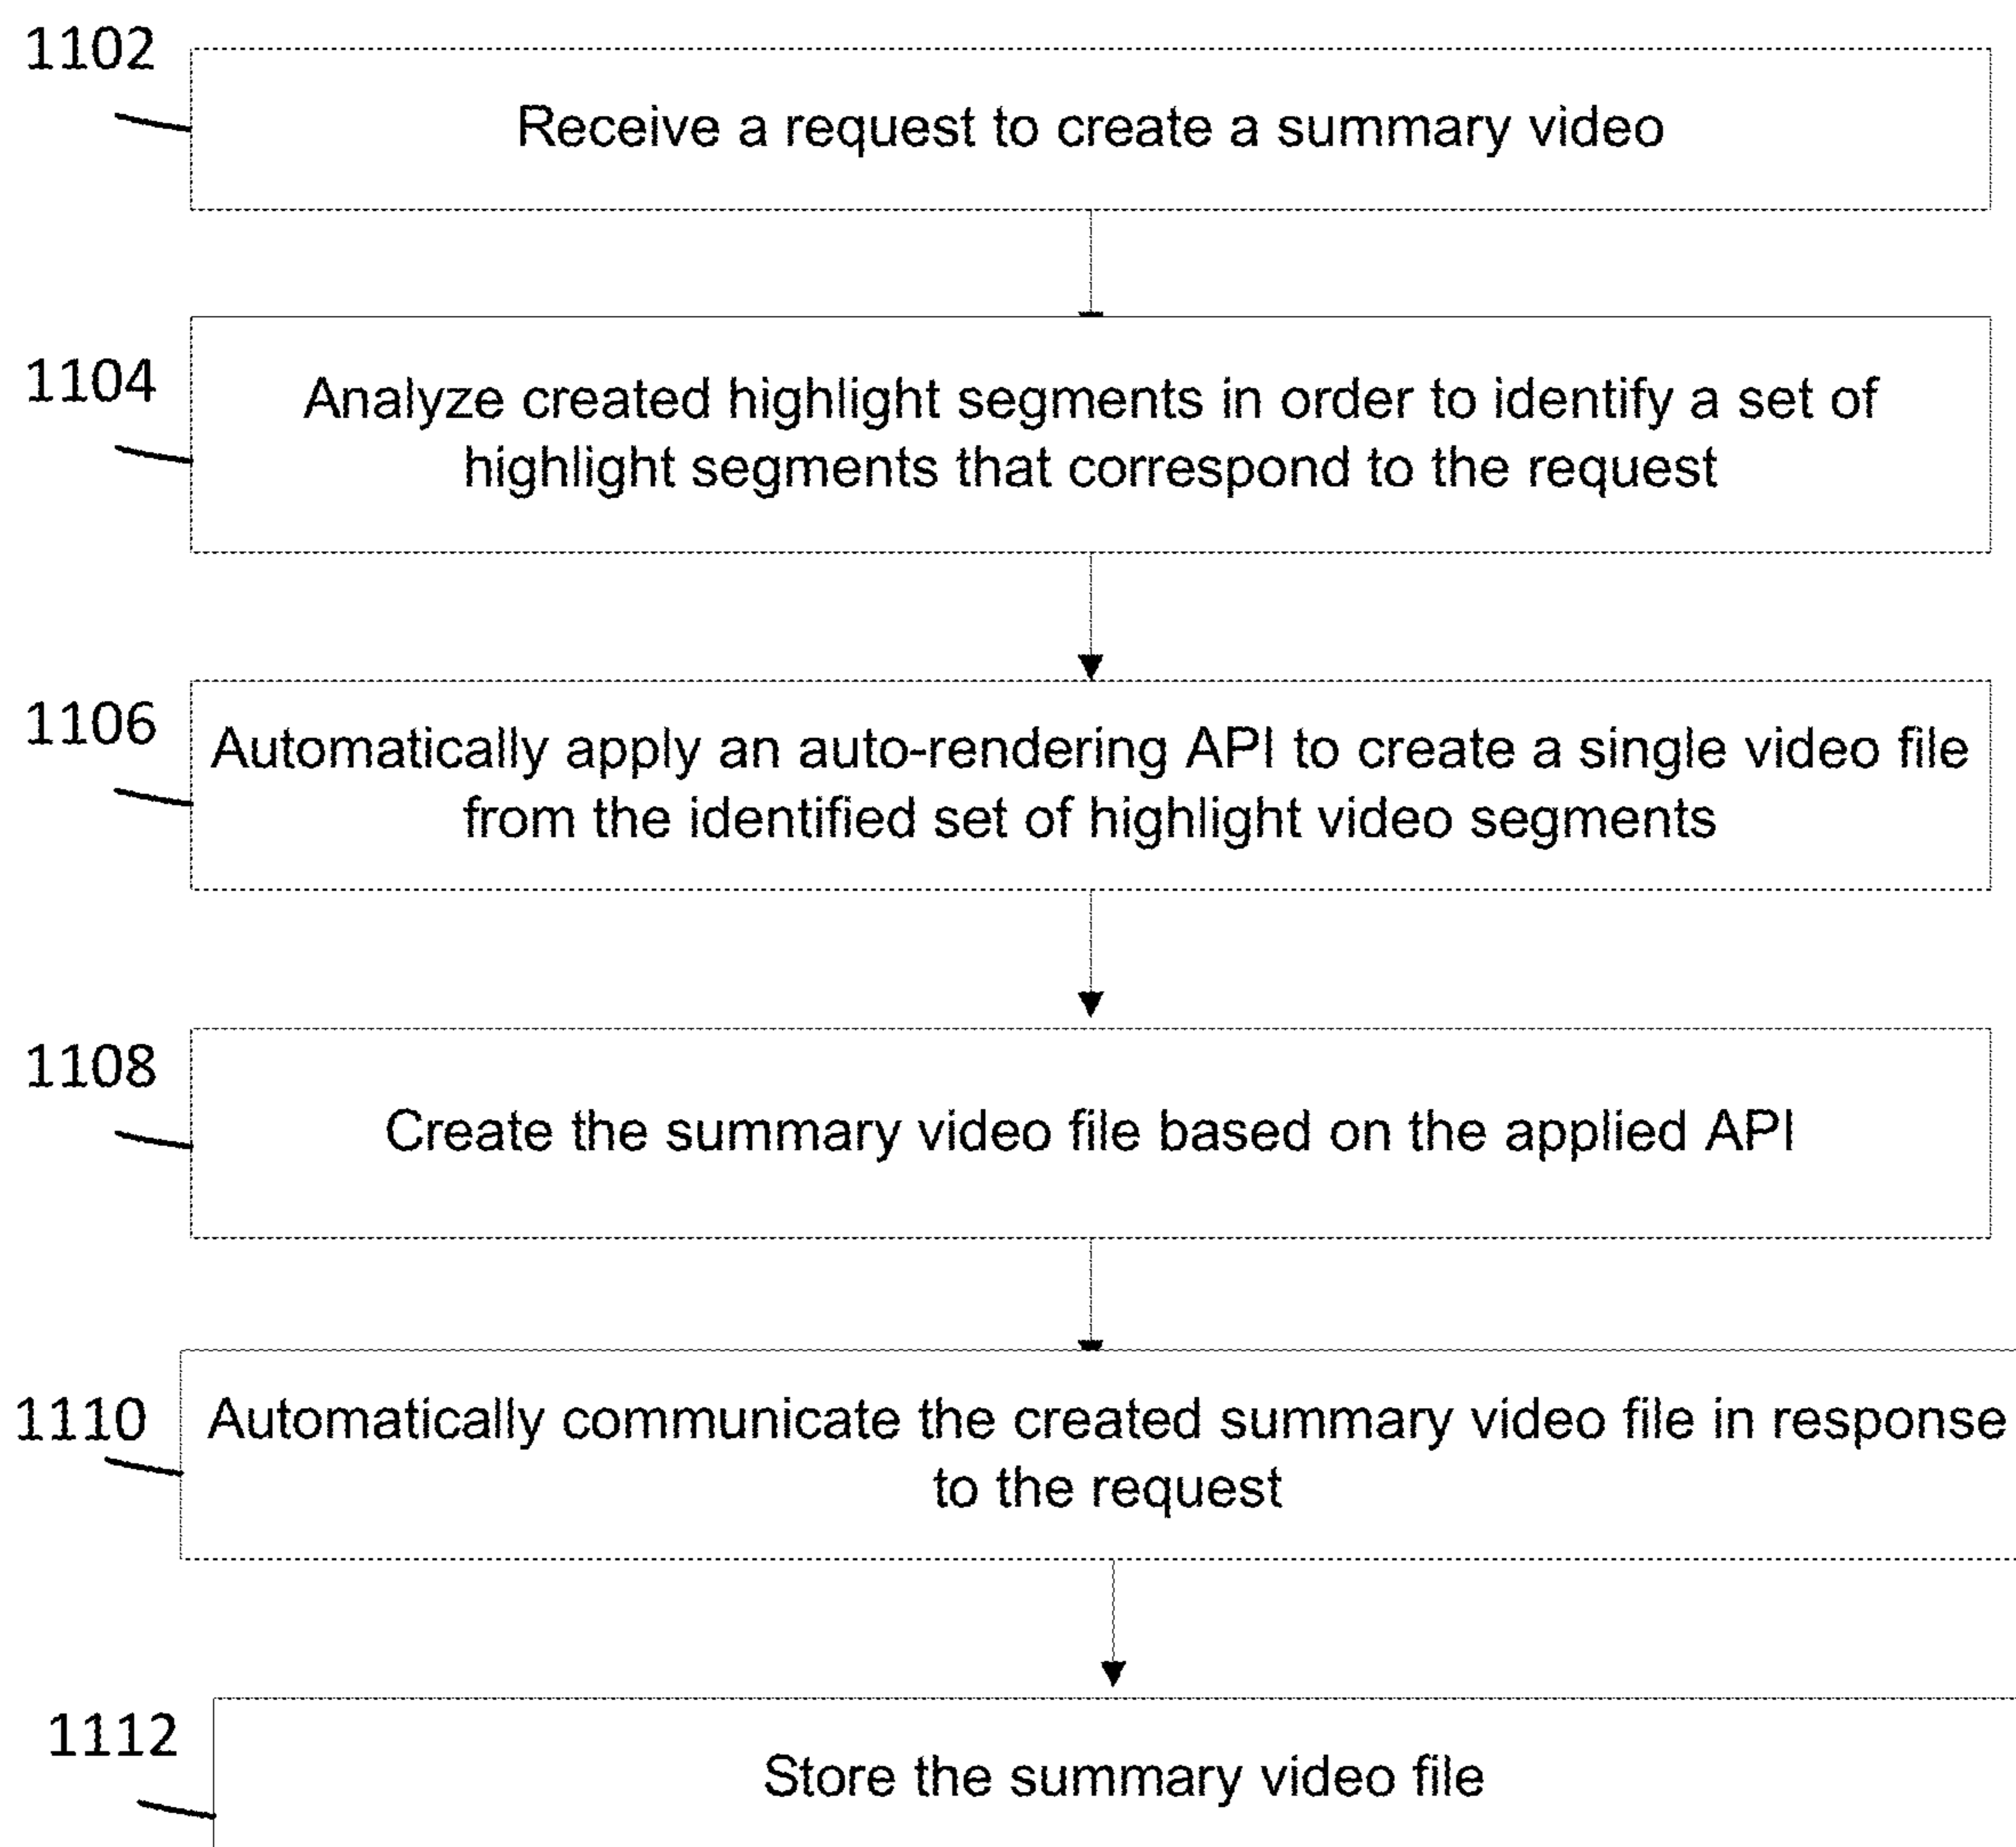 1102
Receive a request to create a summary video
1104
Analyze created highlight segments in order to identify a set of
highlight segments that correspond to the request
1106
Automatically apply an auto-rendering API to create a single video file
from the identified set of highlight video segments
1108
Create the summary video file based on the applied API
1110
Automatically communicate the created summary video file in response
to the request
1112
Store the summary video file